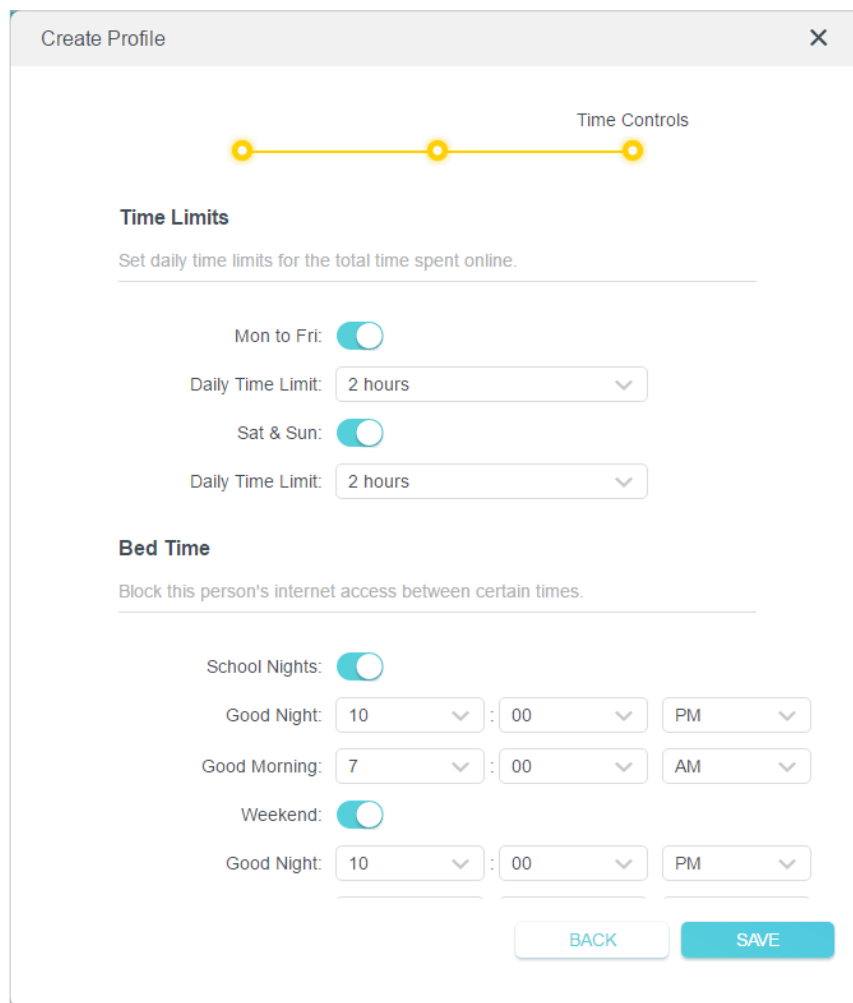 Create Profile
Time Controls
Time Limits
Set daily time limits for the total time spent online.
Mon to Fri:
Daily Time Limit: 2 hours
Sat & Sun:
Daily Time Limit: 2 hours
Bed Time
Block this person's internet access between certain times.
School Nights:
Good Night: 10 : 00 PM
Good Morning: 7 : 00 AM
Weekend:
Good Night: 10 : 00 PM
BACK SAVE